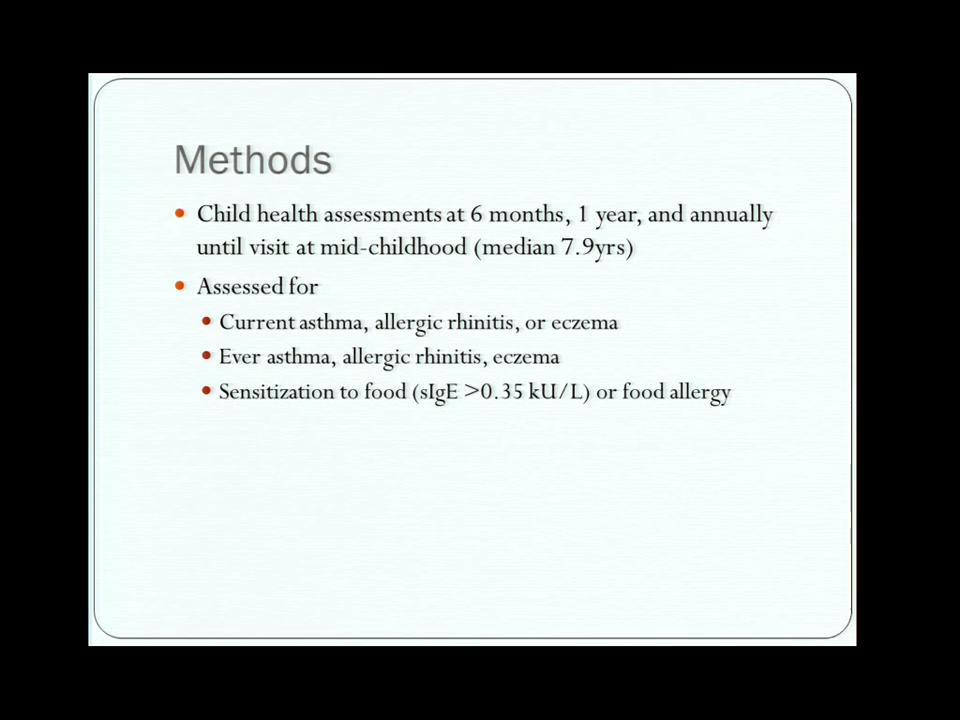 Methods
• Child health assessments at 6 months, 1 year, and annually
until visit at mid-childhood (median 7.9yrs)
• Assessed for
• Current asthma, allergic rhinitis, or eczema
• Ever asthma, allergic rhinitis, eczema
• Sensitization to food (sIgE >0.35 kU/L) or food allergy